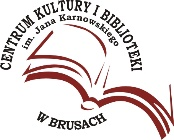 CENTRUM KULTURY I BIBLIOTEKI
im. Jana Karnowskiego
W BRUSACH